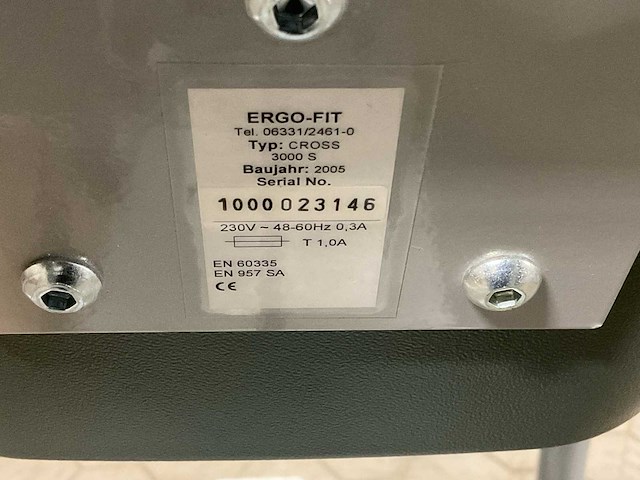 ERGO-FIT
Tel. 06331/2461-0
Typ: CROSS
3000 S
Baujahr: 2005
Serial No.
1000023146
230V ~ 48-60Hz 0,3A
T 1,0A
EN 60335
EN 957 SA
CE